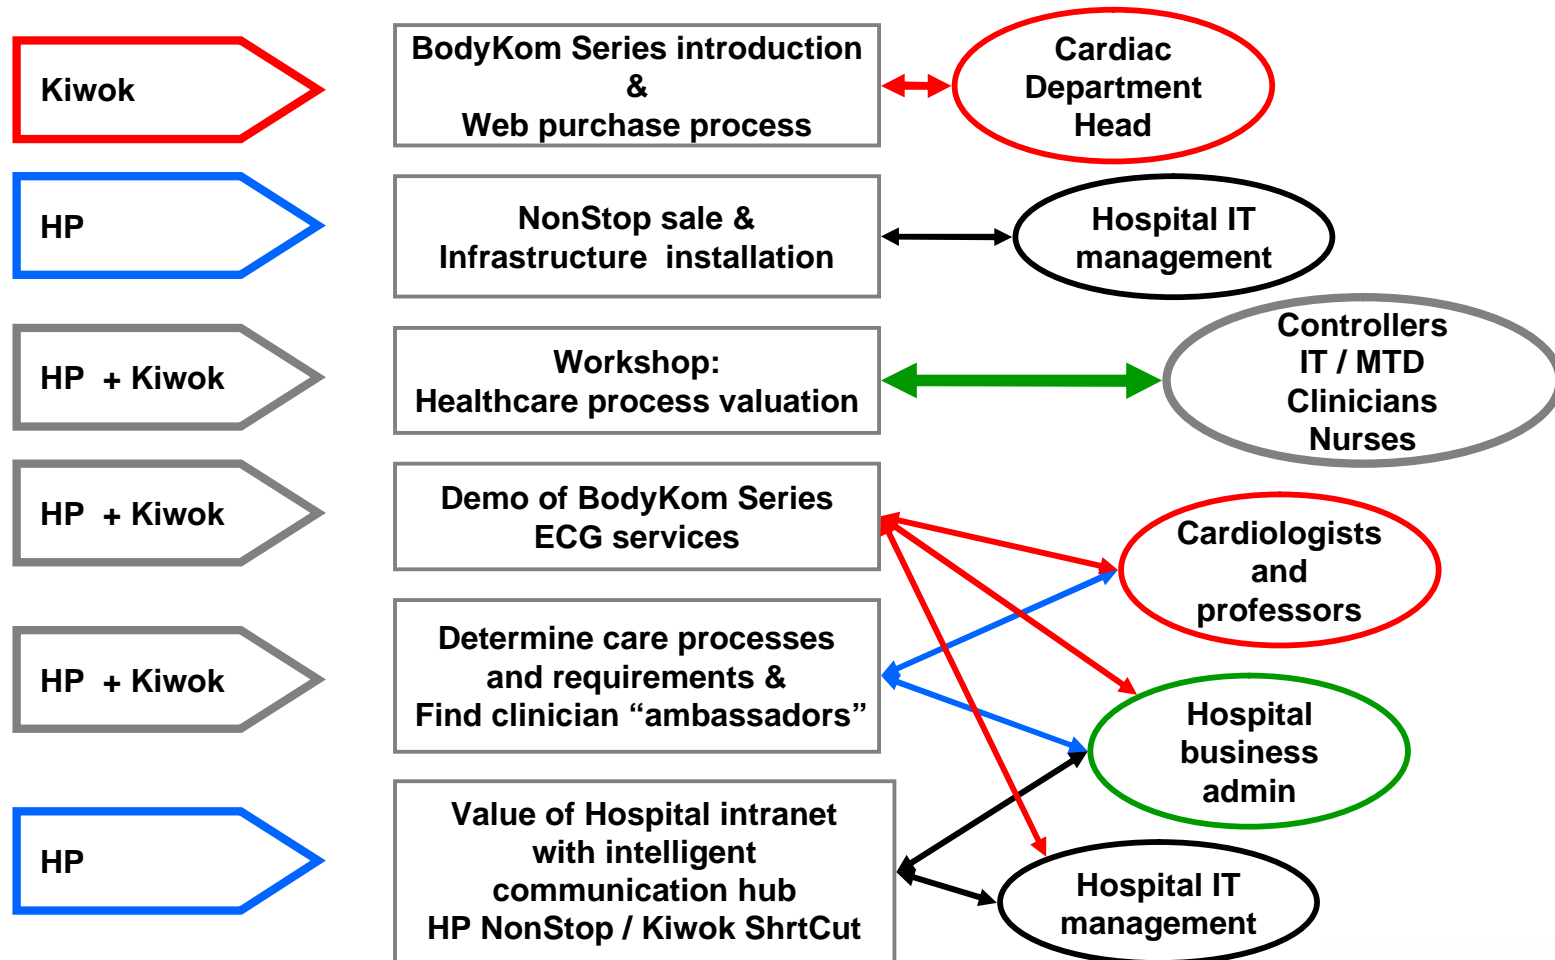 Kiwok
BodyKom Series introduction
&
Web purchase process
Cardiac
Department
Head
HP
NonStop sale &
Infrastructure installation
Hospital IT
management
HP + Kiwok
Workshop:
Healthcare process valuation
Controllers
IT / MTD
Clinicians
Nurses
HP + Kiwok
Demo of BodyKom Series
ECG services
Cardiologists
and
professors
HP + Kiwok
Determine care processes
and requirements &
Find clinician “ambassadors”
Hospital
business
admin
HP
Value of Hospital intranet
with intelligent
communication hub
HP NonStop / Kiwok ShrtCut
Hospital IT
management